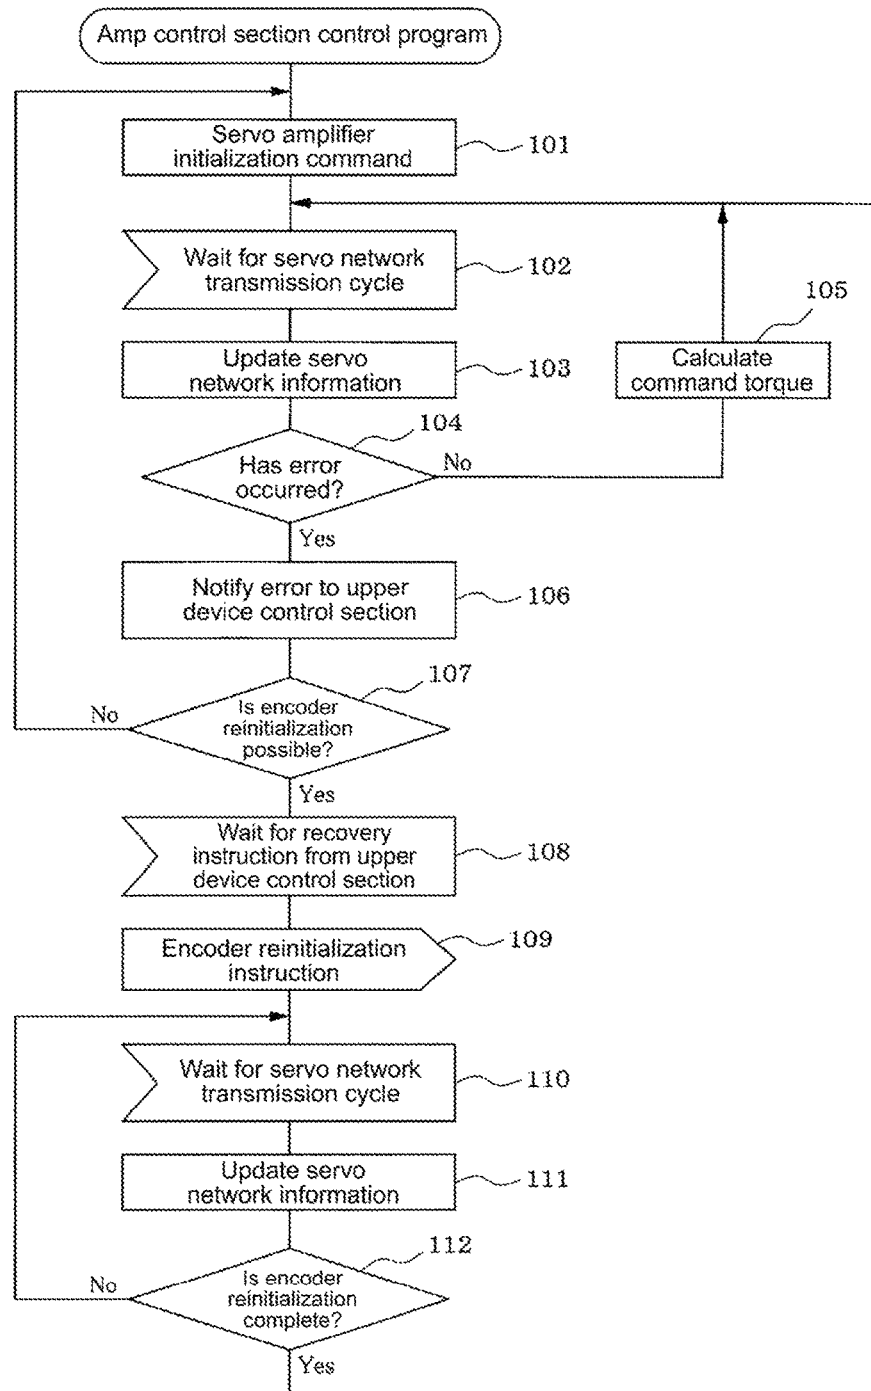 Amp control section control program
Servo amplifier
initialization command
101
Wait for servo network
transmission cycle
102
105
Update servo
network information
103
Calculate
command torque
104
Has error
occurred?
No
Yes
Notify error to upper
device control section
106
107
No
Is encoder
reinitialization
possible?
Yes
Wait for recovery
instruction from upper
device control section
108
Encoder reinitialization
instruction
109
Wait for servo network
transmission cycle
110
Update servo
network information
111
112
No
Is encoder
reinitialization
complete?
Yes